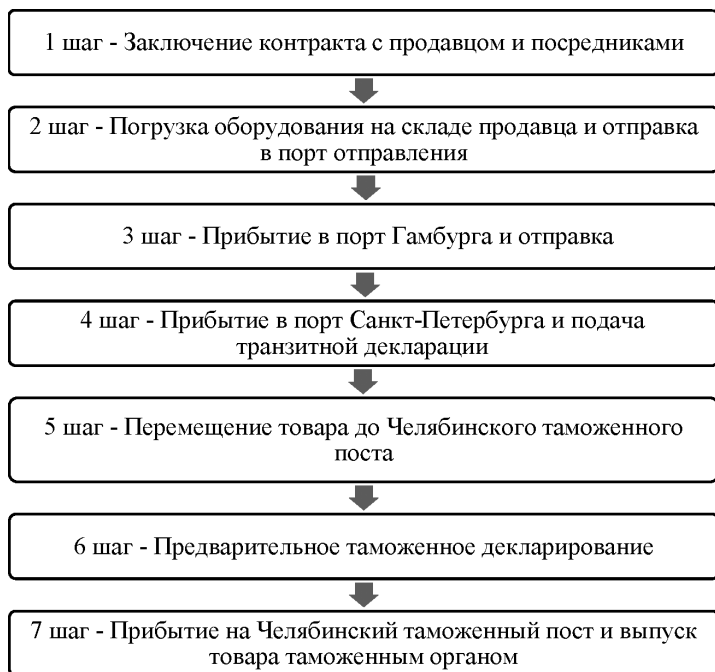 1 шаг - Заключение контракта с продавцом и посредниками
2 шаг - Погрузка оборудования на складе продавца и отправка
в порт отправления
3 шаг - Прибытие в порт Гамбурга и отправка
4 шаг - Прибытие в порт Санкт-Петербурга и подача
транзитной декларации
5 шаг - Перемещение товара до Челябинского таможенного
поста
6 шаг - Предварительное таможенное декларирование
7 шаг - Прибытие на Челябинский таможенный пост и выпуск
товара таможенным органом